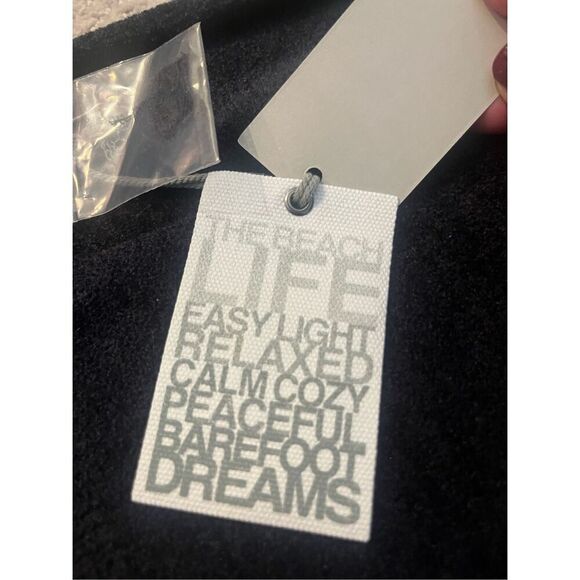 THE BEACH
LIFE
EASY LIGHT
RELAXED
CALM COZY
PEACEFUL
BAREFOOT
DREAMS